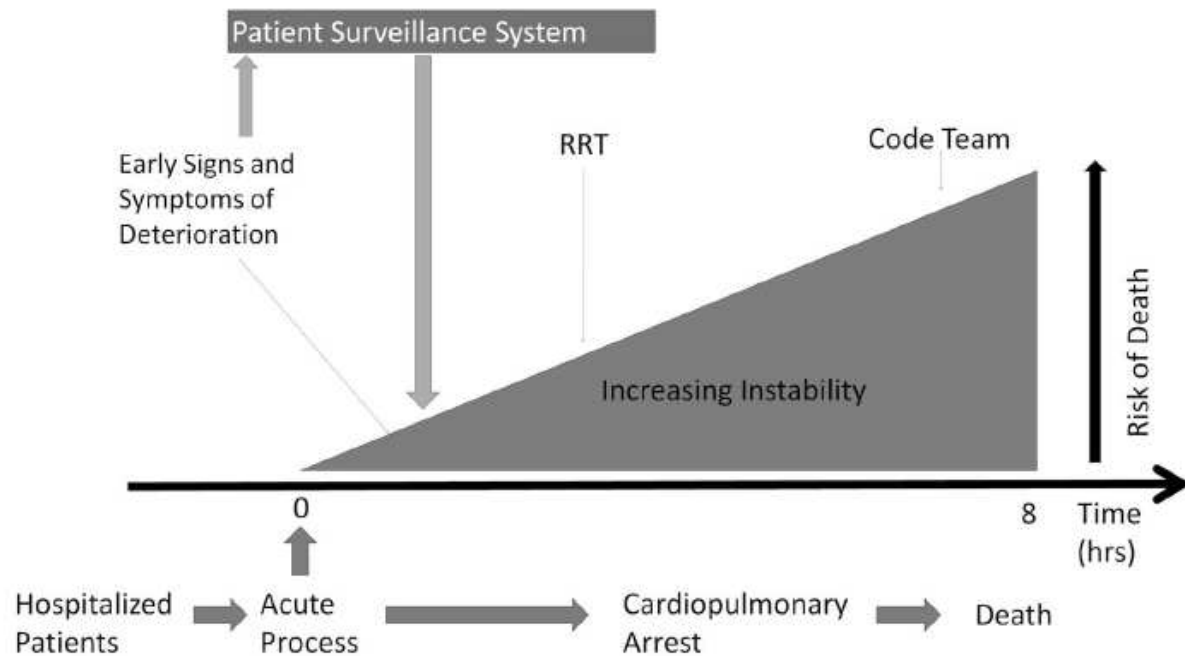 Patient Surveillance System
Early Signs and
Symptoms of
Deterioration
RRT
Code Team
Increasing Instability
Risk of Death
0
8
Time
(hrs)
Hospitalized
Patients
Acute
Process
Cardiopulmonary
Arrest
Death